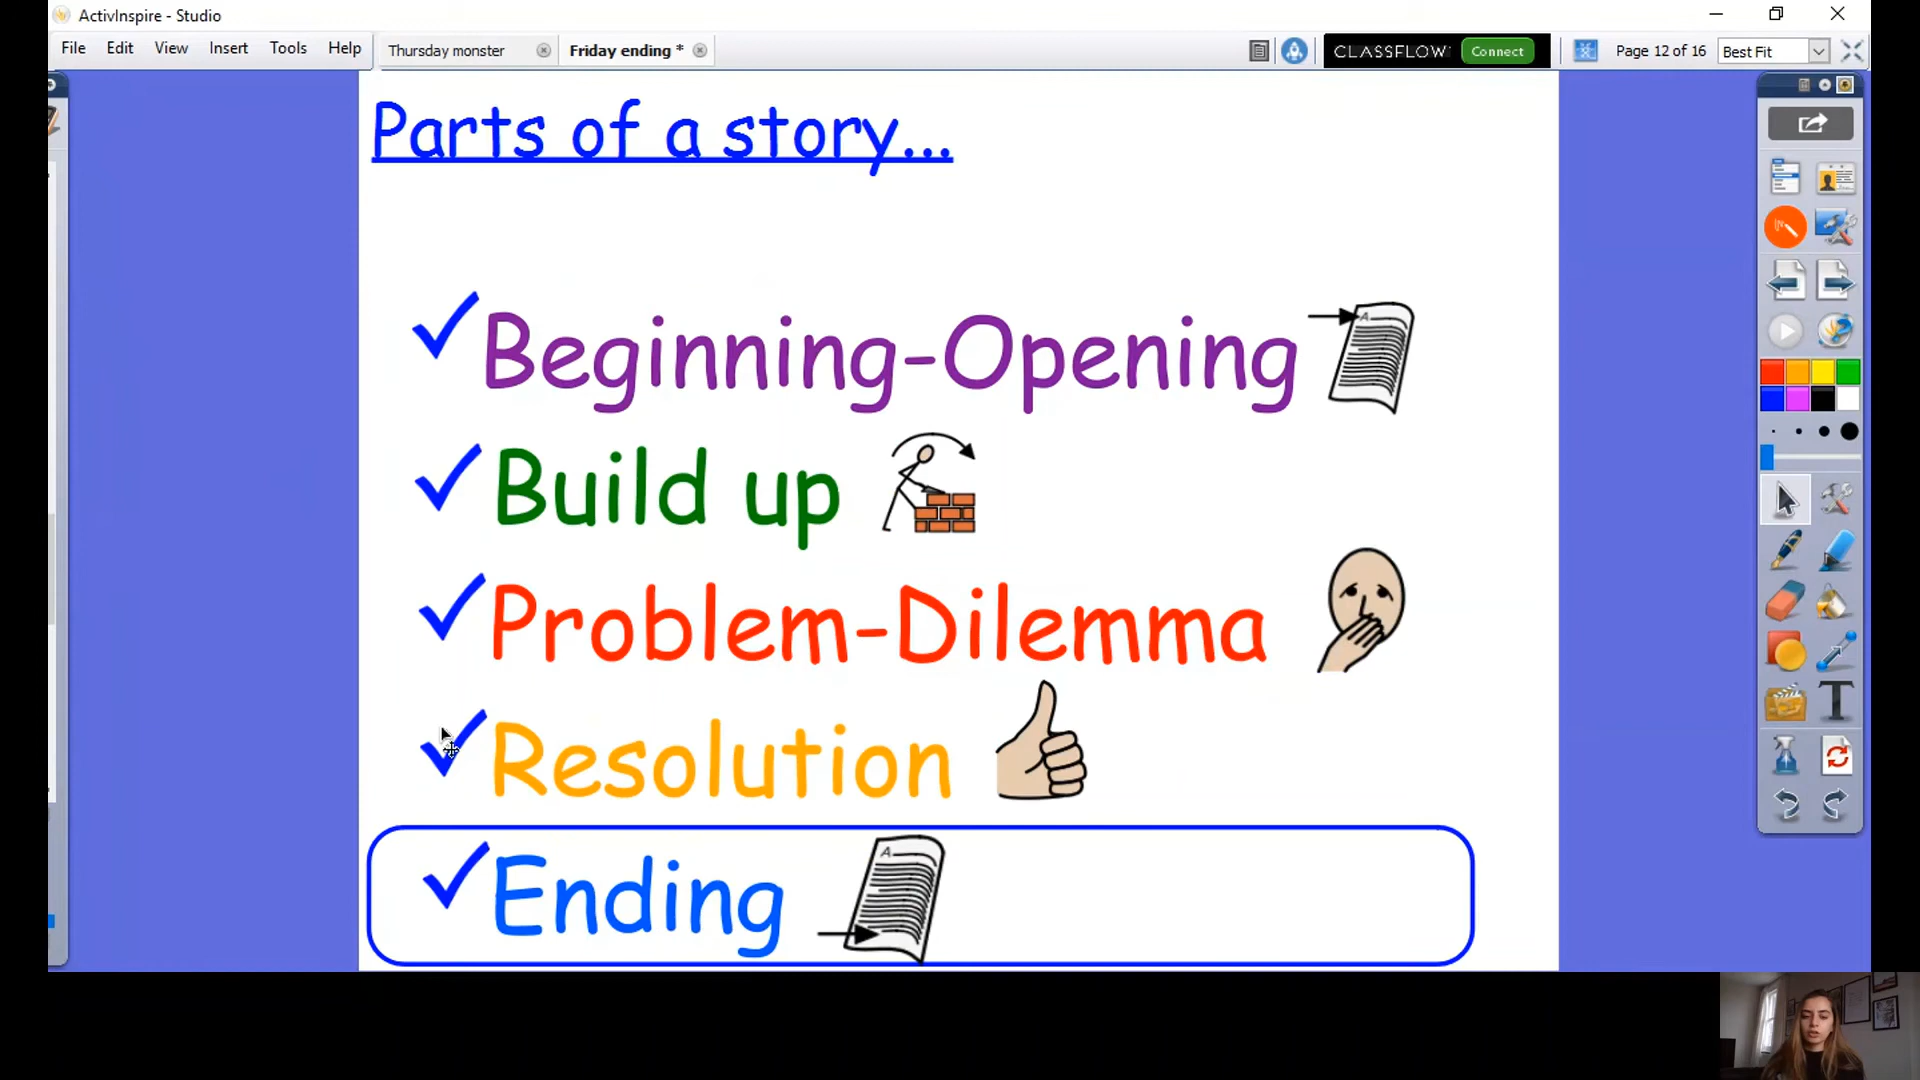 ActivInspire - Studio
File Edit View Insert Tools Help
Thursday monster
Friday ending *
CLASSFLOW Connect
Page 12 of 16
Best Fit
Parts of a story...
Beginning-Opening
A
Build up
Problem-Dilemma
Resolution
Ending
A
T